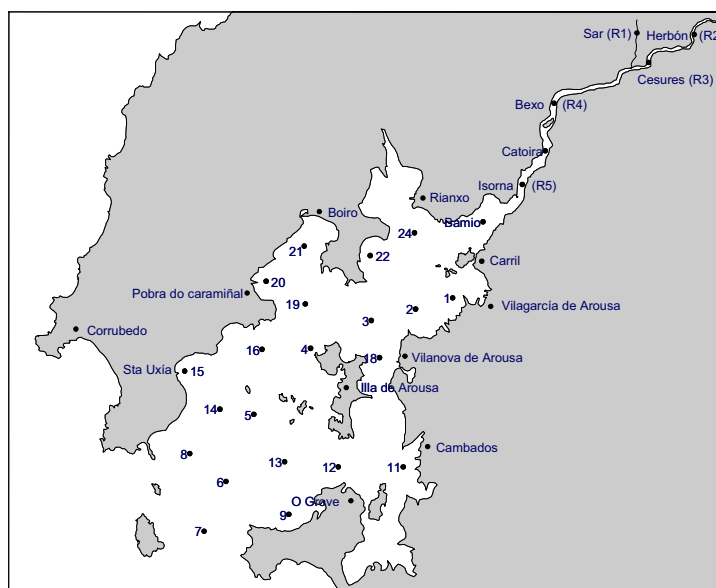 Sar (R1)
Herbón
(R2
Cesures (R3)
Bexo
(R4)
Catoira
Isorna
(R5)
Rianxo
Boiro
Bamio
24
21
22
Carril
20
Pobra do caramiñal
19
1
2
Vilagarcía de Arousa
3
Corrubedo
16
4
18
Vilanova de Arousa
Sta Uxía
15
Illa de Arousa
14
5
Cambados
8
13
12
11
6
O Grove
9
7